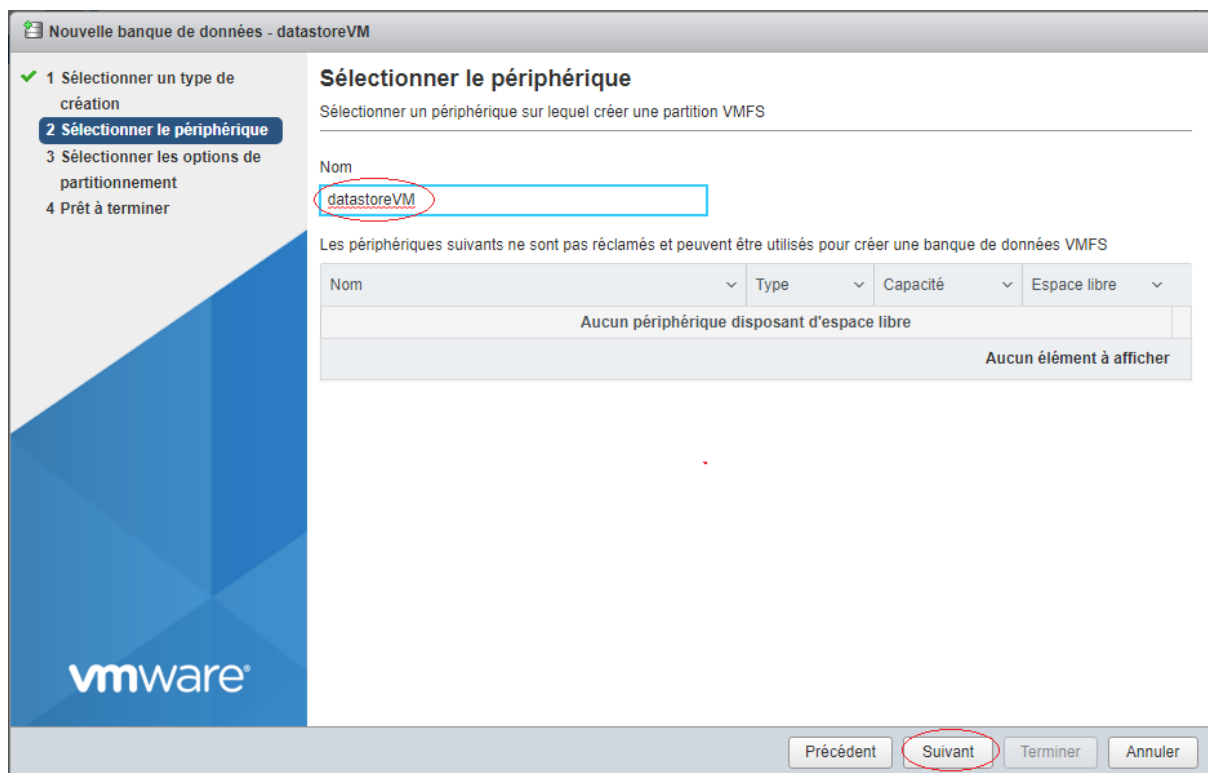 Nouvelle banque de données - datastoreVM
1 Sélectionner un type de
création
2 Sélectionner le périphérique
3 Sélectionner les options de
partitionnement
4 Prêt à terminer
Sélectionner le périphérique
Sélectionner un périphérique sur lequel créer une partition VMFS
Nom
datastoreVM
Les périphériques suivants ne sont pas réclamés et peuvent être utilisés pour créer une banque de données VMFS
Nom Type Capacité Espace libre
Aucun périphérique disposant d'espace libre
Aucun élément à afficher
vmware®
Précédent Suivant Terminer Annuler